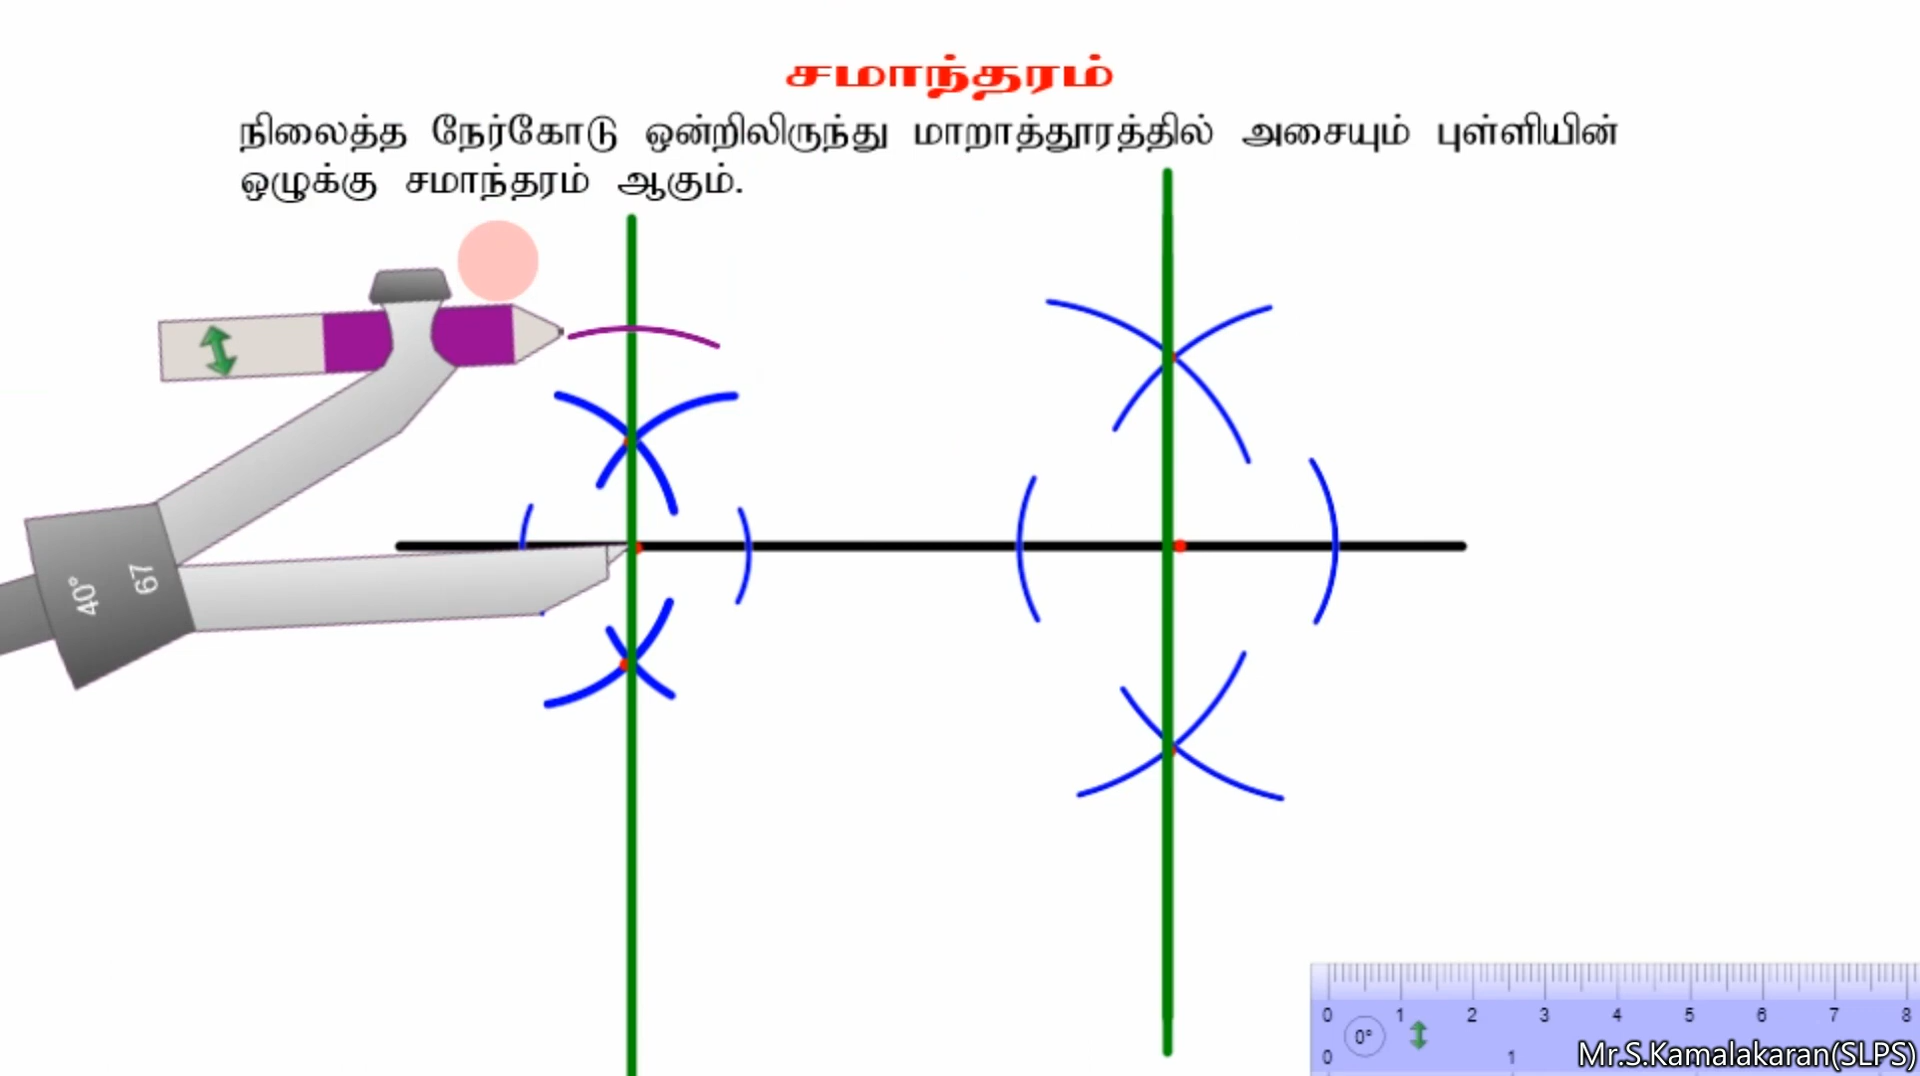 சமாந்தரம்
நிலைத்த நேர்கோடு ஒன்றிலிருந்து மாறாத்தூரத்தில் அசையும் புள்ளியின்
ஒழுக்கு சமாந்தரம் ஆகும்.
40° 67
0 1 2 3 4 5 6 7 8
0°
0 1
Mr.S.Kamalakaran(SLPS)